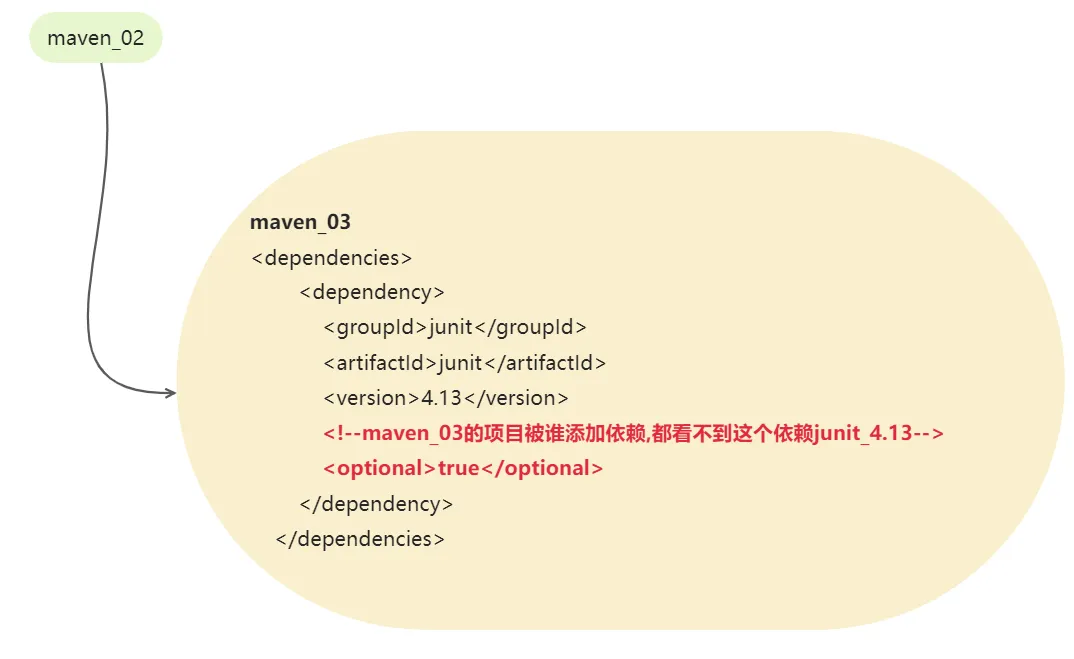 maven_02
maven_03
<dependencies>
<dependency>
<groupId>junit</groupId>
<artifactId>junit</artifactId>
<version>4.13</version>
<!--maven_03的项目被谁添加依赖,都看不到这个依赖junit_4.13-->
<optional>true</optional>
</dependency>
</dependencies>